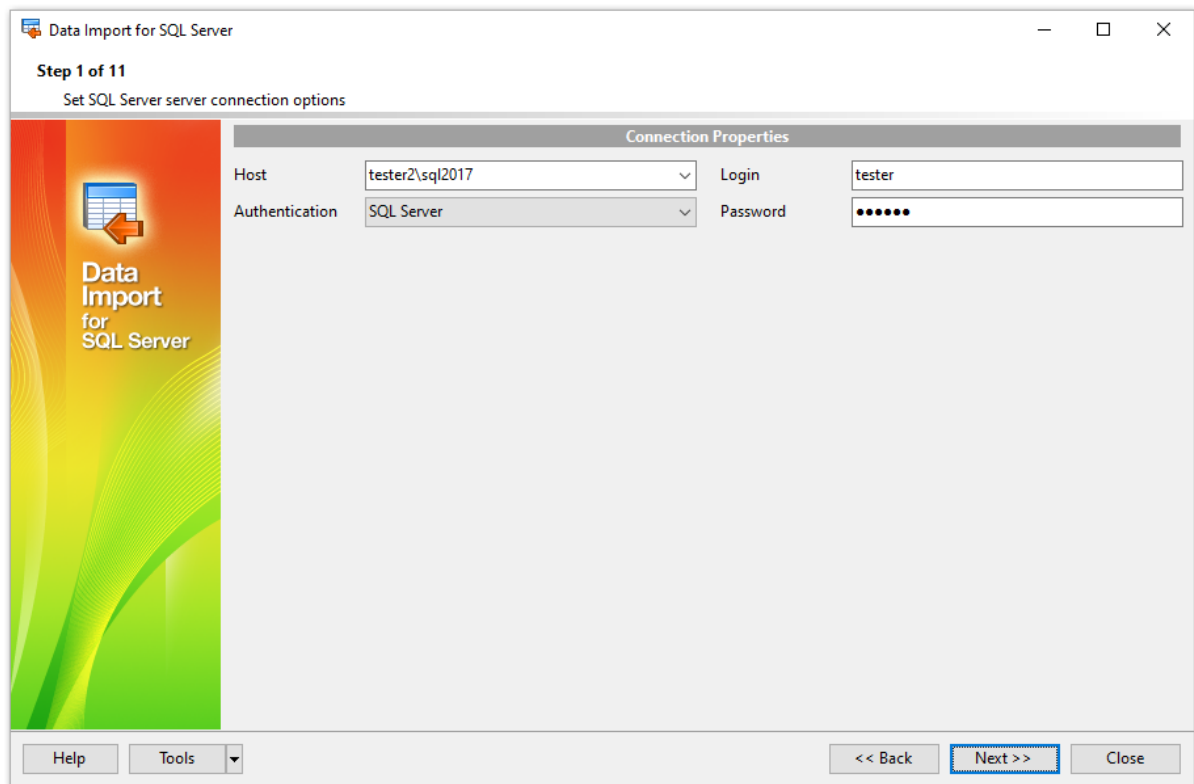 Data Import for SQL Server
Step 1 of 11
Set SQL Server server connection options
Connection Properties
Host tester2\sql2017 Login tester
Authentication SQL Server Password ••••••
Data
Import
for
SQL Server
Help Tools << Back Next >> Close